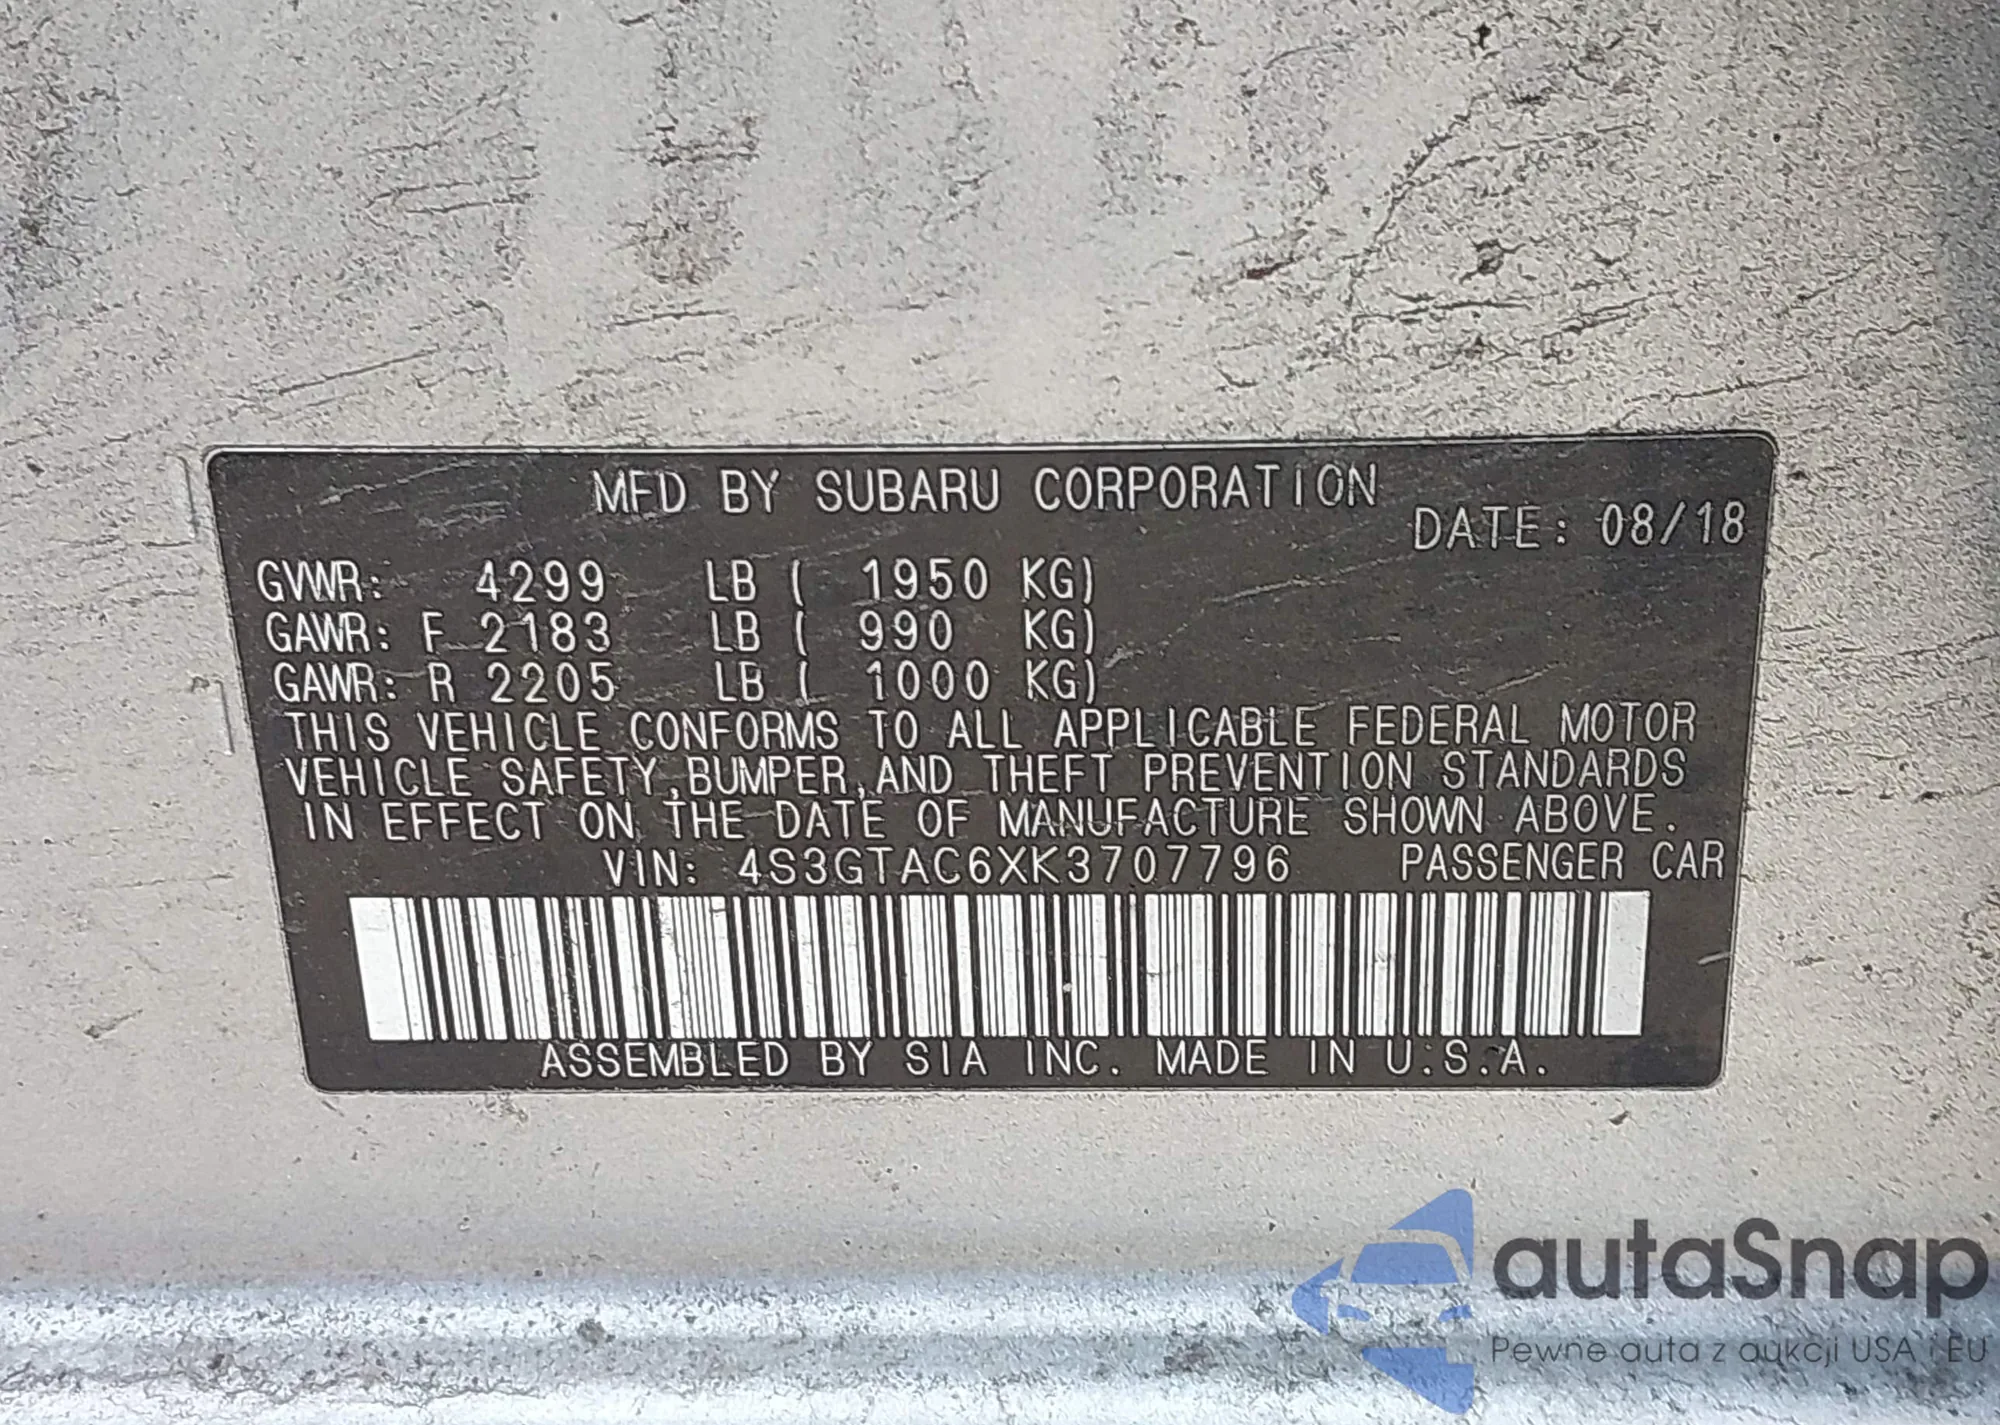 MFD BY SUBARU CORPORATION
DATE: 08/18
GVWR: 4299 LB ( 1950 KG)
GAWR: F 2183 LB ( 990 KG)
GAWR: R 2205 LB ( 1000 KG)
THIS VEHICLE CONFORMS TO ALL APPLICABLE FEDERAL MOTOR
VEHICLE SAFETY,BUMPER,AND THEFT PREVENTION STANDARDS
IN EFFECT ON THE DATE OF MANUFACTURE SHOWN ABOVE.
VIN: 4S3GTAC6XK3707796 PASSENGER CAR
ASSEMBLED BY SIA INC. MADE IN U.S.A.
autaSnap
Pewne auta z aukcji USA i EU